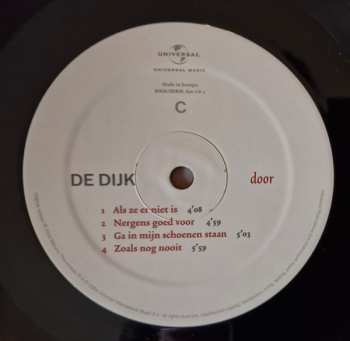 UNIVERSAL
UNIVERSAL MUSIC
Made in Europe
C
DE DIJK
door
1 Als ze er niet is 4'08
2 Nergens goed voor 4'59
3 Ga in mijn schoenen staan 5'03
4 Zoals nog nooit 5'59